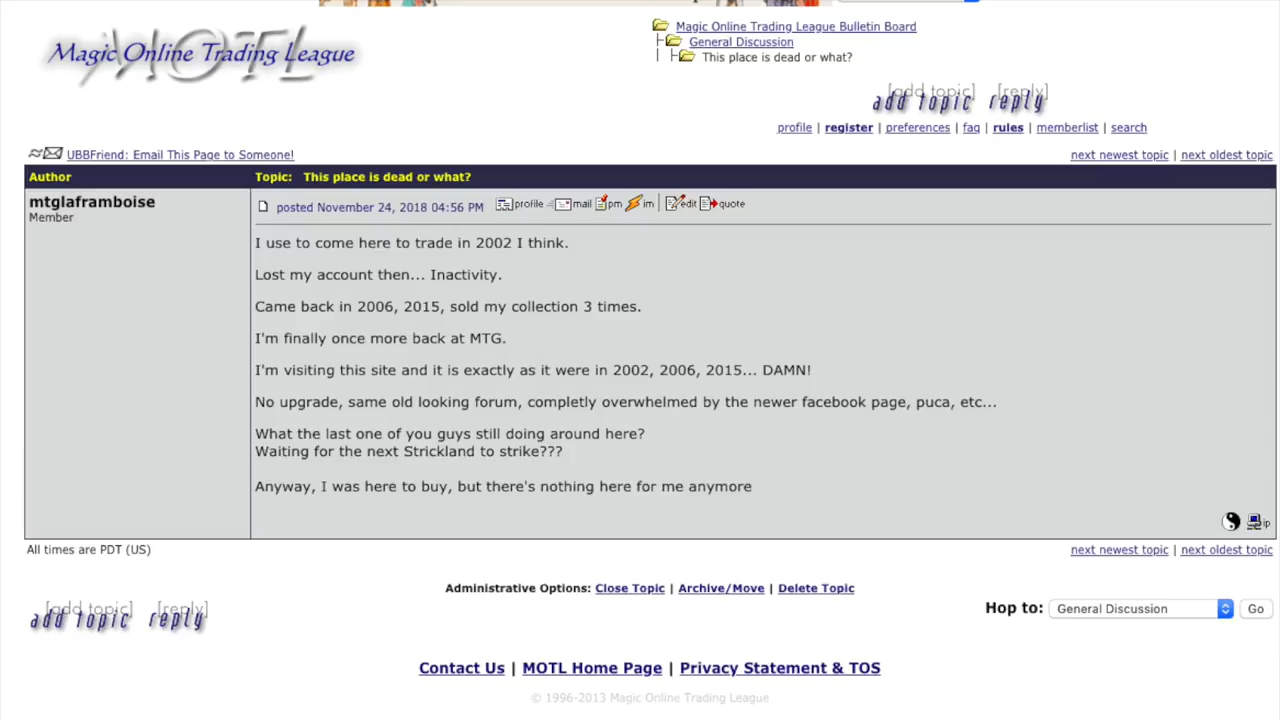 Magic Online Trading League
MOTL
Magic Online Trading League Bulletin Board
General Discussion
This place is dead or what?
[add topic] [reply]
add topic reply
profile | register | preferences | faq | rules | memberlist | search
UBBFriend: Email This Page to Someone!
next newest topic | next oldest topic
Author Topic: This place is dead or what?
mtglaframboise
Member
posted November 24, 2018 04:56 PM profile mail pm im edit quote
I use to come here to trade in 2002 I think.
Lost my account then... Inactivity.
Came back in 2006, 2015, sold my collection 3 times.
I'm finally once more back at MTG.
I'm visiting this site and it is exactly as it were in 2002, 2006, 2015... DAMN!
No upgrade, same old looking forum, completly overwhelmed by the newer facebook page, puca, etc...
What the last one of you guys still doing around here?
Waiting for the next Strickland to strike???
Anyway, I was here to buy, but there's nothing here for me anymore
ip
All times are PDT (US)
next newest topic | next oldest topic
Administrative Options: Close Topic | Archive/Move | Delete Topic
[add topic] [reply]
add topic reply
Hop to: General Discussion Go
Contact Us | MOTL Home Page | Privacy Statement & TOS
© 1996-2013 Magic Online Trading League